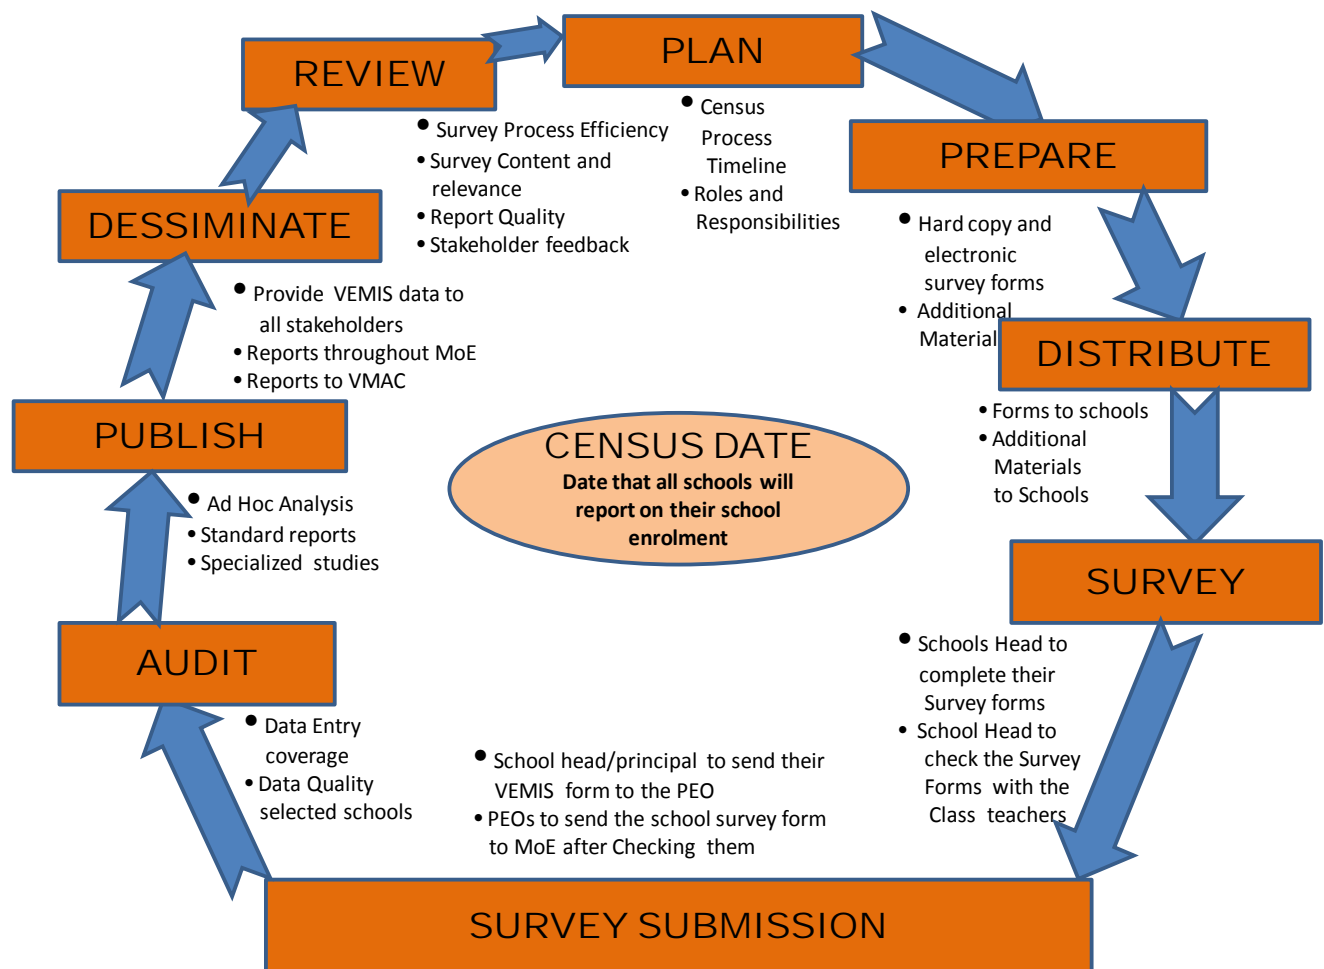 PLAN
• Census
Process
Timeline
• Roles and
Responsibilities
PREPARE
• Hard copy and
electronic
survey forms
• Additional
Material
DISTRIBUTE
• Forms to schools
• Additional
Materials
to Schools
SURVEY
• Schools Head to
complete their
Survey forms
• School Head to
check the Survey
Forms with the
Class teachers
SURVEY SUBMISSION
• School head/principal to send their
VEMIS form to the PEO
• PEOs to send the school survey form
to MoE after Checking them
AUDIT
• Data Entry
coverage
• Data Quality
selected schools
PUBLISH
• Ad Hoc Analysis
• Standard reports
• Specialized studies
DESSIMINATE
• Provide VEMIS data to
all stakeholders
• Reports throughout MoE
• Reports to VMAC
REVIEW
• Survey Process Efficiency
• Survey Content and
relevance
• Report Quality
• Stakeholder feedback
CENSUS DATE
Date that all schools will
report on their school
enrolment